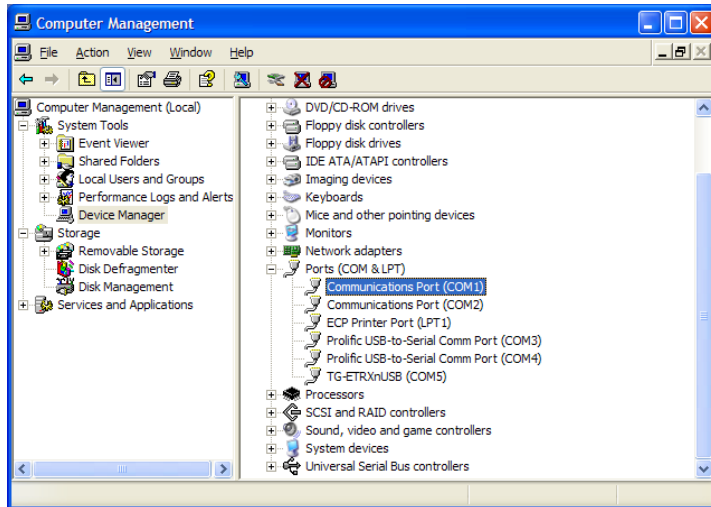 Computer Management
File Action View Window Help
Computer Management (Local)
System Tools
Event Viewer
Shared Folders
Local Users and Groups
Performance Logs and Alerts
Device Manager
Storage
Removable Storage
Disk Defragmenter
Disk Management
Services and Applications
DVD/CD-ROM drives
Floppy disk controllers
Floppy disk drives
IDE ATA/ATAPI controllers
Imaging devices
Keyboards
Mice and other pointing devices
Monitors
Network adapters
Ports (COM & LPT)
Communications Port (COM1)
Communications Port (COM2)
ECP Printer Port (LPT1)
Prolific USB-to-Serial Comm Port (COM3)
Prolific USB-to-Serial Comm Port (COM4)
TG-ETRXnUSB (COM5)
Processors
SCSI and RAID controllers
Sound, video and game controllers
System devices
Universal Serial Bus controllers